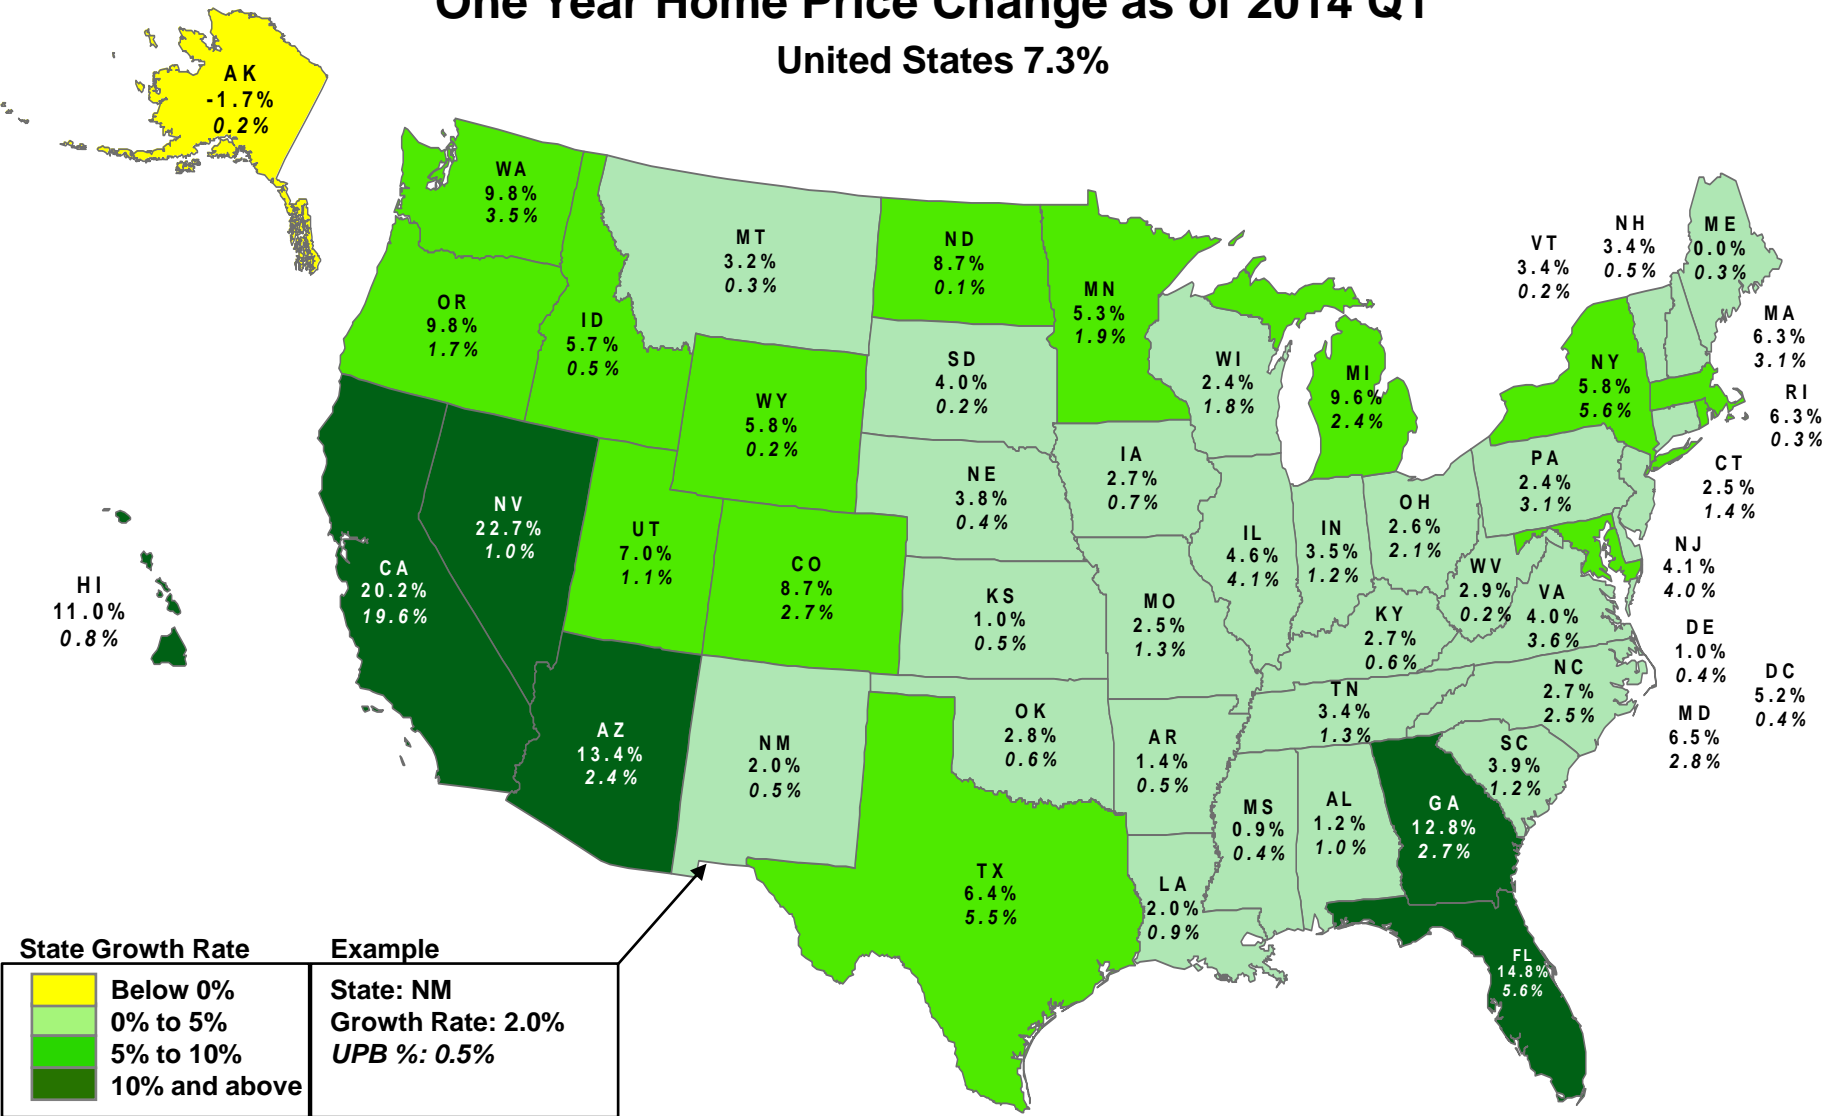 One Year Home Price Change as of 2014 Q1
United States 7.3%
AK
-1.7%
0.2%
WA
9.8%
3.5%
OR
9.8%
1.7%
ID
5.7%
0.5%
MT
3.2%
0.3%
WY
5.8%
0.2%
ND
8.7%
0.1%
SD
4.0%
0.2%
MN
5.3%
1.9%
WI
2.4%
1.8%
MI
9.6%
2.4%
VT
3.4%
0.2%
NH
3.4%
0.5%
ME
0.0%
0.3%
MA
6.3%
3.1%
NY
5.8%
5.6%
RI
6.3%
0.3%
CT
2.5%
1.4%
PA
2.4%
3.1%
NJ
4.1%
4.0%
DE
1.0%
0.4%
DC
5.2%
0.4%
MD
6.5%
2.8%
NE
3.8%
0.4%
IA
2.7%
0.7%
IL
4.6%
4.1%
IN
3.5%
1.2%
OH
2.6%
2.1%
WV
2.9%
0.2%
VA
4.0%
3.6%
NV
22.7%
1.0%
UT
7.0%
1.1%
CO
8.7%
2.7%
CA
20.2%
19.6%
HI
11.0%
0.8%
KS
1.0%
0.5%
MO
2.5%
1.3%
KY
2.7%
0.6%
NC
2.7%
2.5%
TN
3.4%
1.3%
SC
3.9%
1.2%
AZ
13.4%
2.4%
NM
2.0%
0.5%
OK
2.8%
0.6%
AR
1.4%
0.5%
MS
0.9%
0.4%
AL
1.2%
1.0%
GA
12.8%
2.7%
TX
6.4%
5.5%
LA
2.0%
0.9%
FL
14.8%
5.6%
State Growth Rate
Below 0%
0% to 5%
5% to 10%
10% and above
Example
State: NM
Growth Rate: 2.0%
UPB %: 0.5%